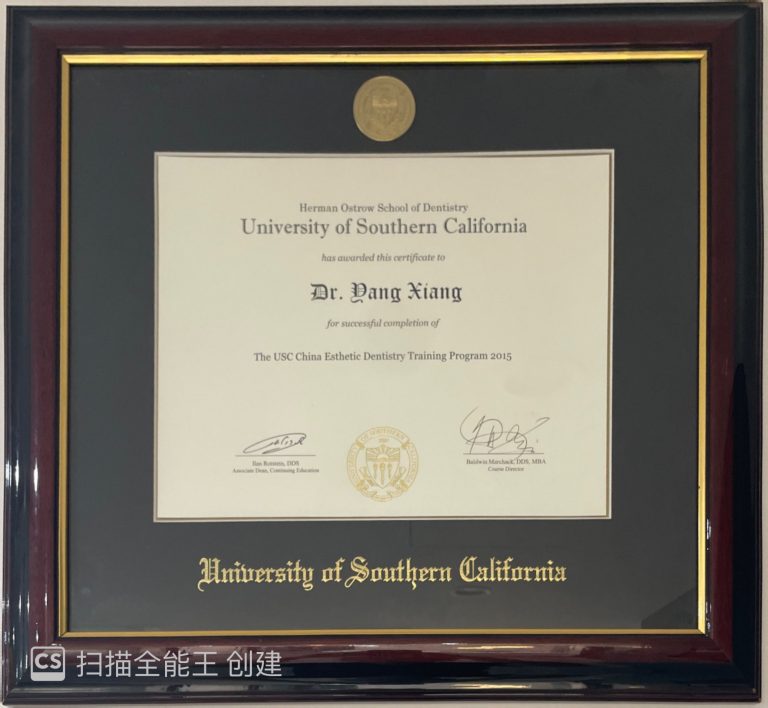 Herman Ostrow School of Dentistry
University of Southern California
has awarded this certificate to
Dr. Yang Xiang
for successful completion of
The USC China Esthetic Dentistry Training Program 2015
Ilan Rotstein, DDS
Associate Dean, Continuing Education
Baldwin Marchack, DDS, MBA
Course Director
University of Southern California
CS 扫描全能王 创建